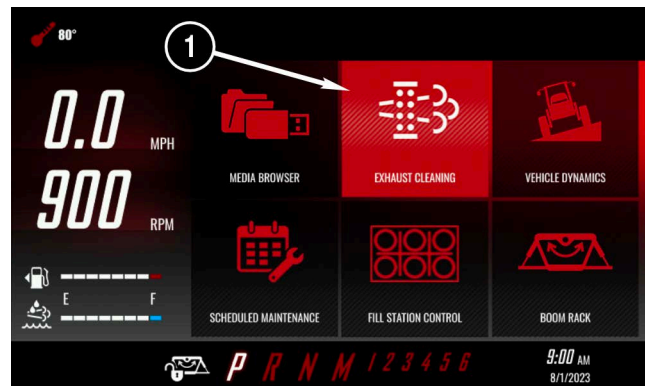 80°
1
0.0 MPH
900 RPM
E F
MEDIA BROWSER
EXHAUST CLEANING
VEHICLE DYNAMICS
SCHEDULED MAINTENANCE
FILL STATION CONTROL
BOOM RACK
P R N M 1 2 3 4 5 6
9:00 AM
8/1/2023